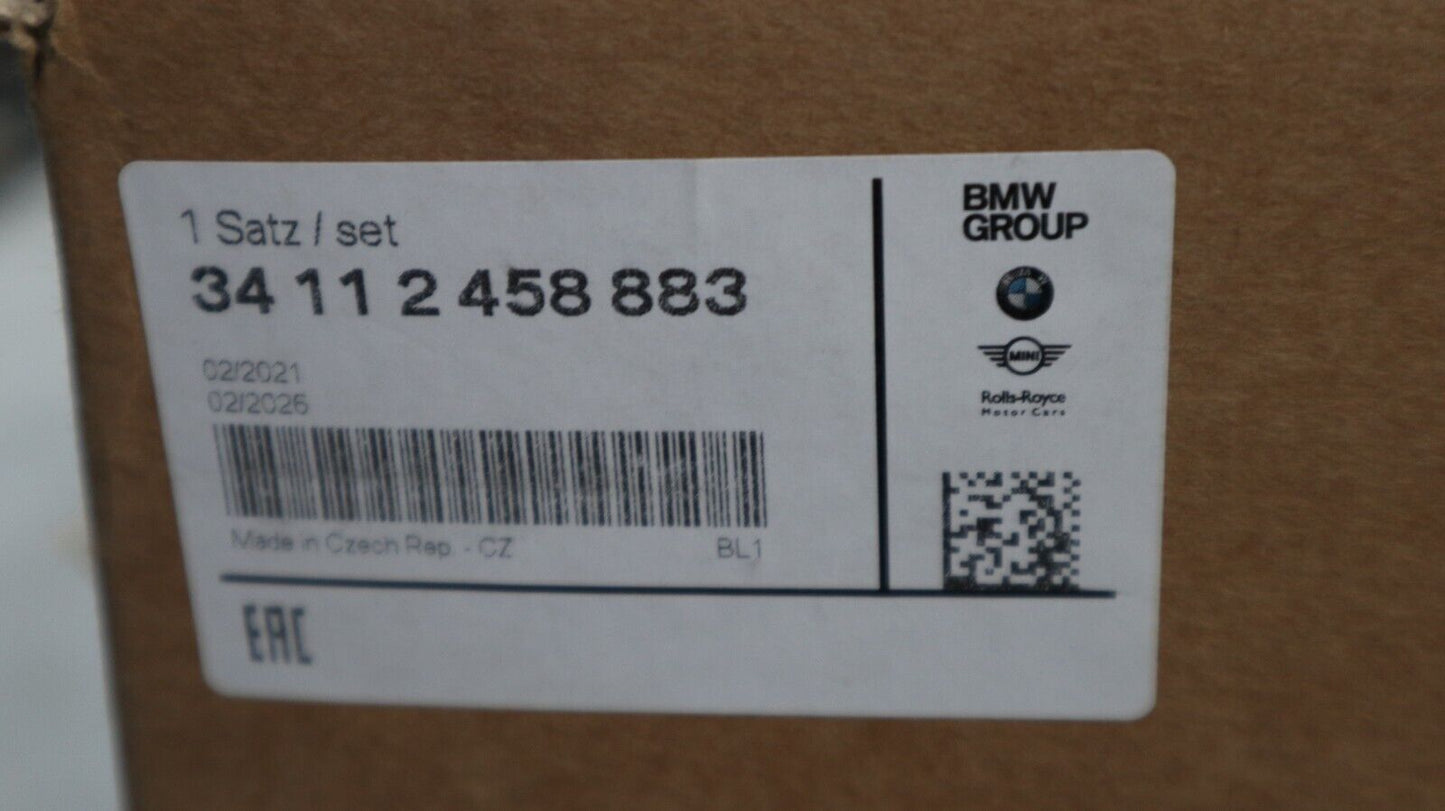 1 Satz / set
34 11 2 458 883
02/2021
02/2026
Made in Czech Rep. - CZ
BL1
EAC
BMW
GROUP
MINI
Rolls-Royce
Motor Cars